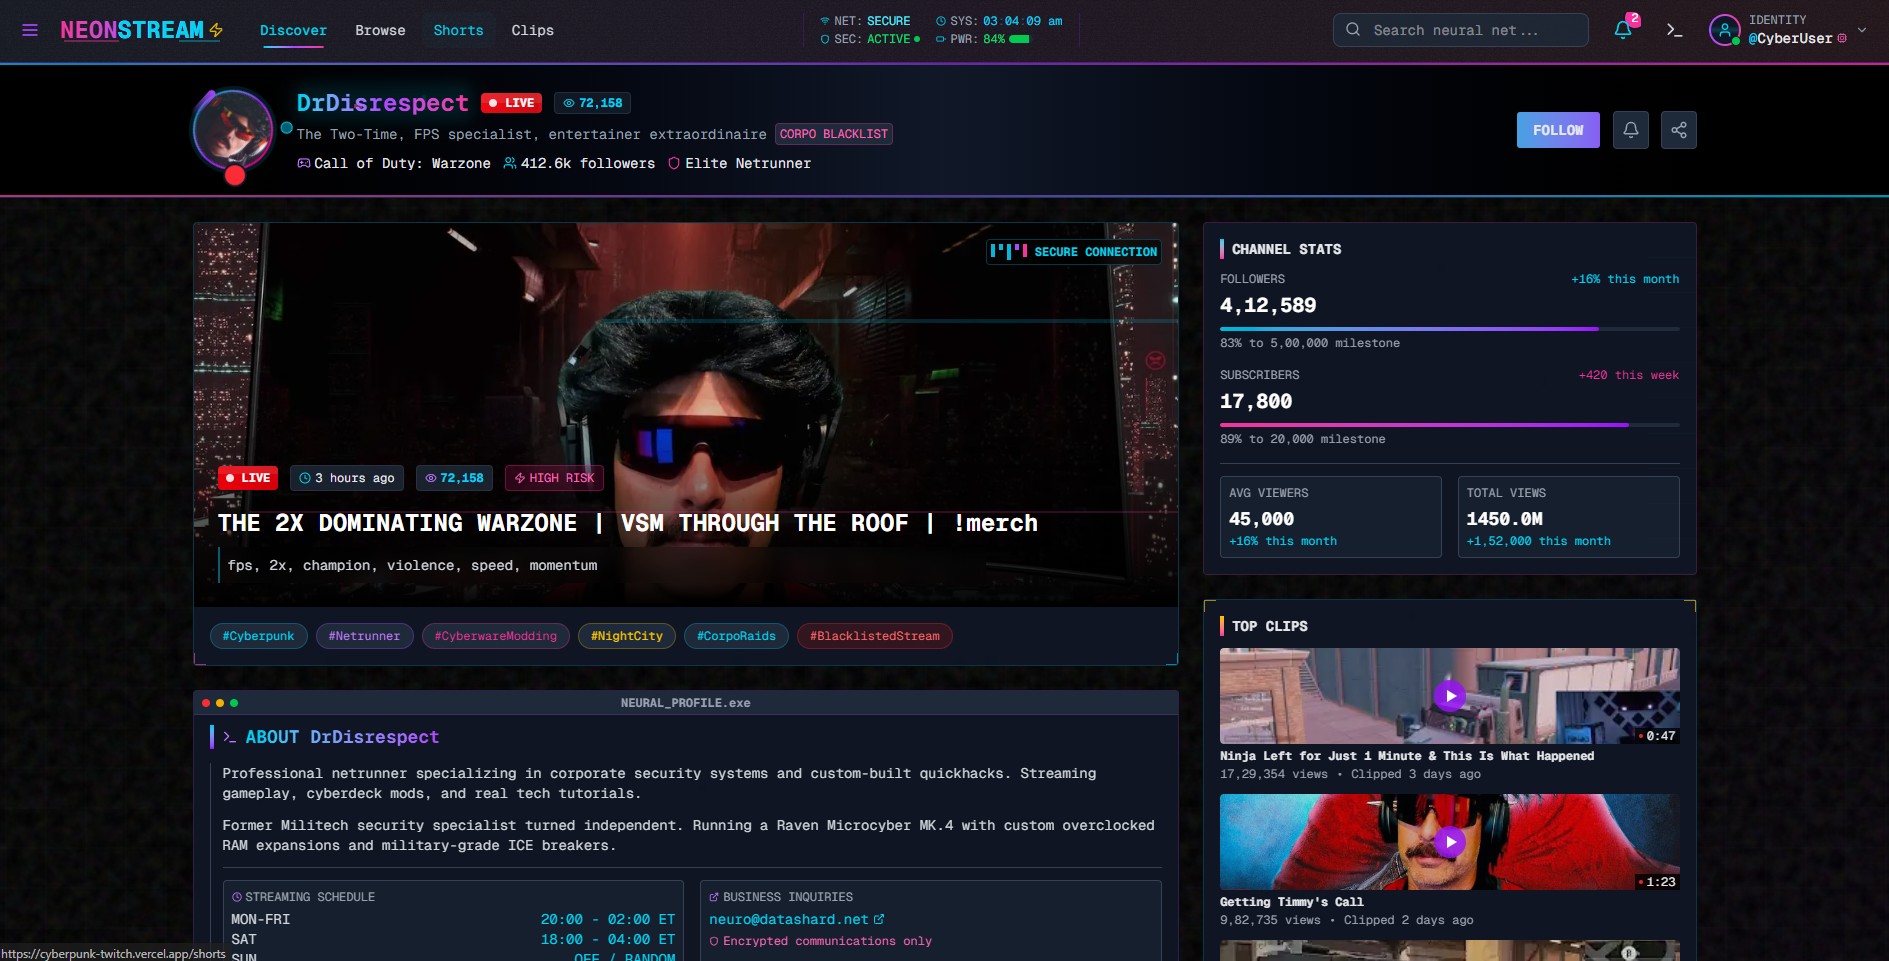 NEONSTREAM
Discover
Browse
Shorts
Clips
NET: SECURE
SYS: 03:04:09 am
SEC: ACTIVE
PWR: 84%
Search neural net...
2
IDENTITY
@CyberUser
DrDisrespect
LIVE
72,158
The Two-Time, FPS specialist, entertainer extraordinaire
CORPO BLACKLIST
Call of Duty: Warzone
412.6k followers
Elite Netrunner
FOLLOW
SECURE CONNECTION
LIVE
3 hours ago
72,158
HIGH RISK
THE 2X DOMINATING WARZONE | VSM THROUGH THE ROOF | !merch
fps, 2x, champion, violence, speed, momentum
#Cyberpunk
#Netrunner
#CyberwareModding
#NightCity
#CorpoRaids
#BlacklistedStream
NEURAL_PROFILE.exe
ABOUT DrDisrespect
Professional netrunner specializing in corporate security systems and custom-built quickhacks. Streaming
gameplay, cyberdeck mods, and real tech tutorials.
Former Militech security specialist turned independent. Running a Raven Microcyber MK.4 with custom overclocked
RAM expansions and military-grade ICE breakers.
STREAMING SCHEDULE
MON-FRI
20:00 - 02:00 ET
SAT
18:00 - 04:00 ET
SUN
OFF / RANDOM
BUSINESS INQUIRIES
neuro@datashard.net
Encrypted communications only
CHANNEL STATS
FOLLOWERS
+16% this month
4,12,589
83% to 5,00,000 milestone
SUBSCRIBERS
+420 this week
17,800
89% to 20,000 milestone
AVG VIEWERS
45,000
+16% this month
TOTAL VIEWS
1450.0M
+1,52,000 this month
TOP CLIPS
0:47
Ninja Left for Just 1 Minute & This Is What Happened
17,29,354 views • Clipped 3 days ago
1:23
Getting Timmy's Call
9,82,735 views • Clipped 2 days ago
https://cyberpunk-twitch.vercel.app/shorts